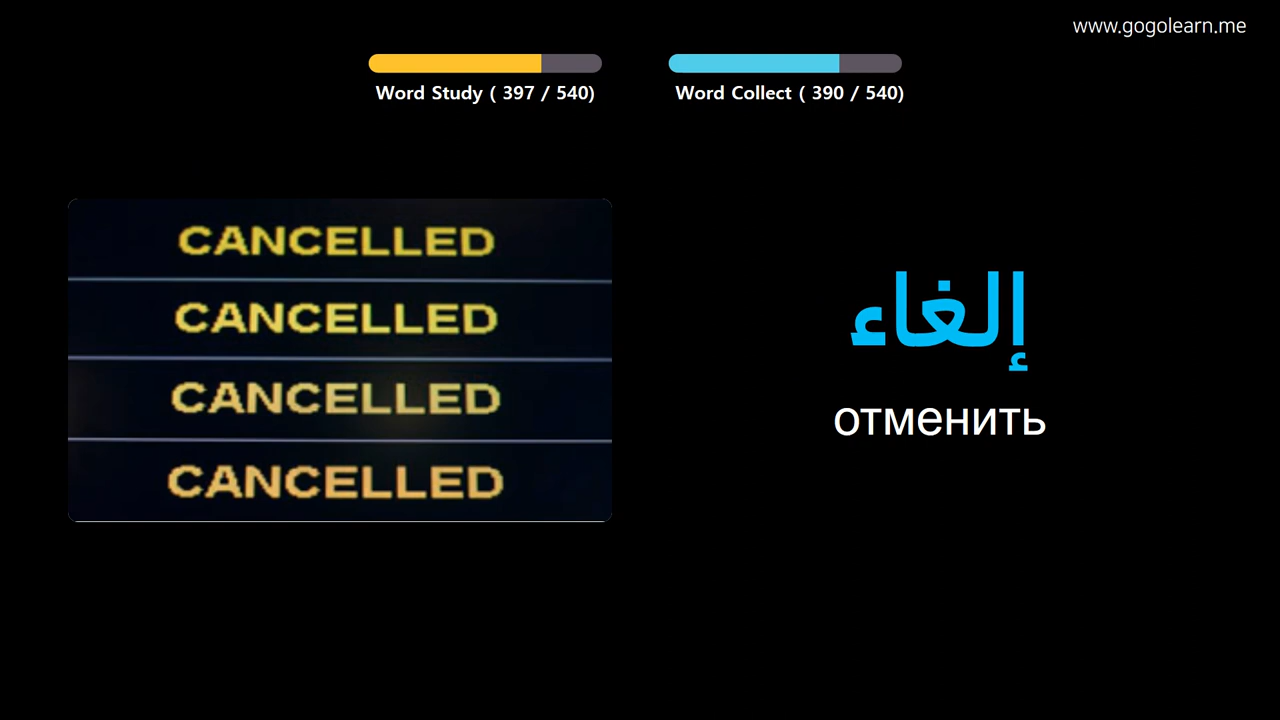 www.gogolearn.me
Word Study ( 397 / 540)
Word Collect ( 390 / 540)
CANCELLED
CANCELLED
CANCELLED
CANCELLED
إلغاء
отменить